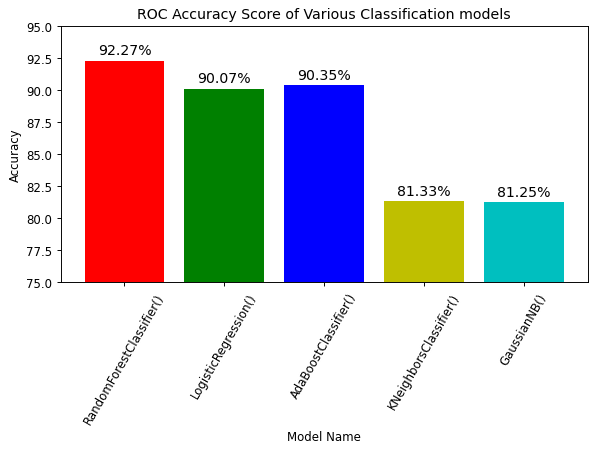 ROC Accuracy Score of Various Classification models
95.0
92.5
90.0
87.5
85.0
82.5
80.0
77.5
75.0
Accuracy
92.27%
90.07%
90.35%
81.33%
81.25%
RandomForestClassifier()
LogisticRegression()
AdaBoostClassifier()
KNeighborsClassifier()
GaussianNB()
Model Name